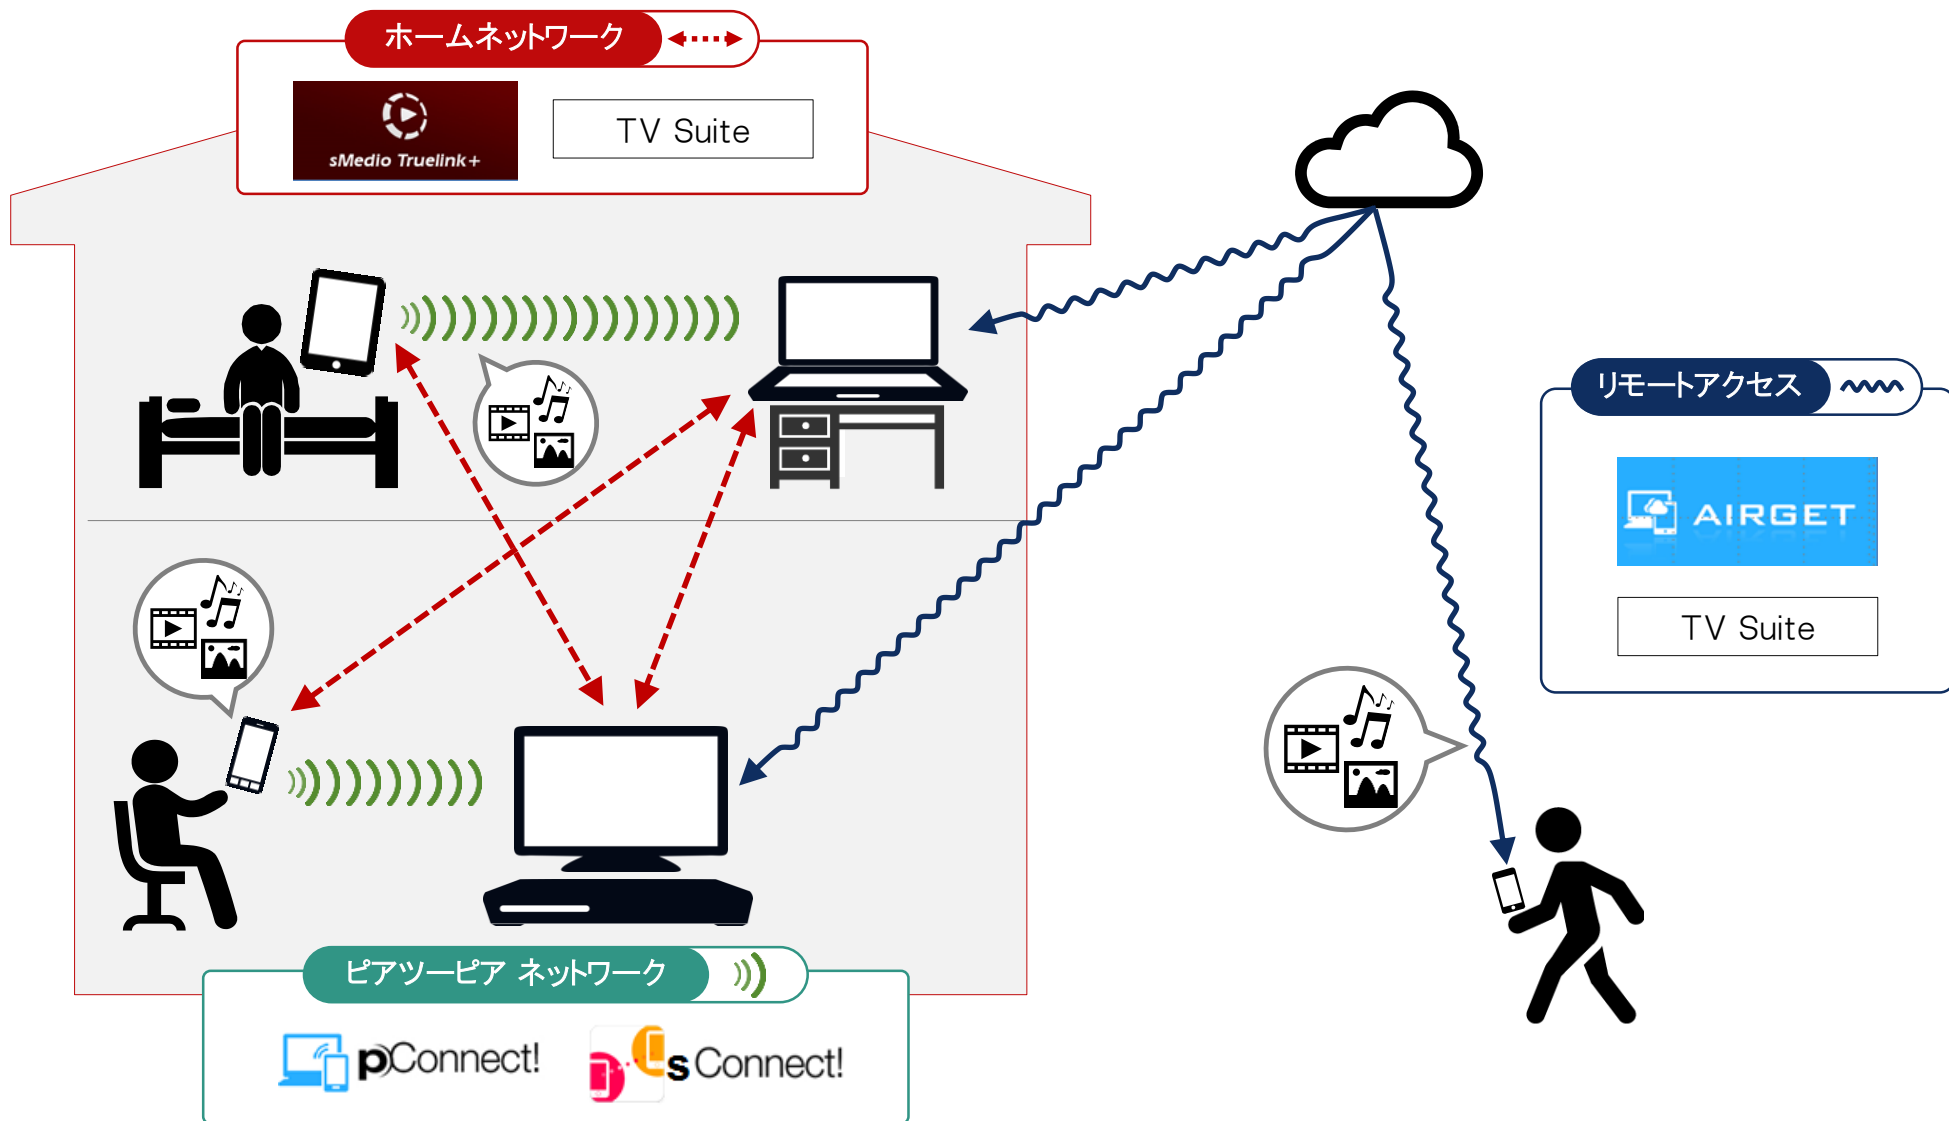 ホームネットワーク
sMedio Truelink+
TV Suite
リモートアクセス
AIRGET
TV Suite
ピアツーピア ネットワーク
pConnect!
sConnect!